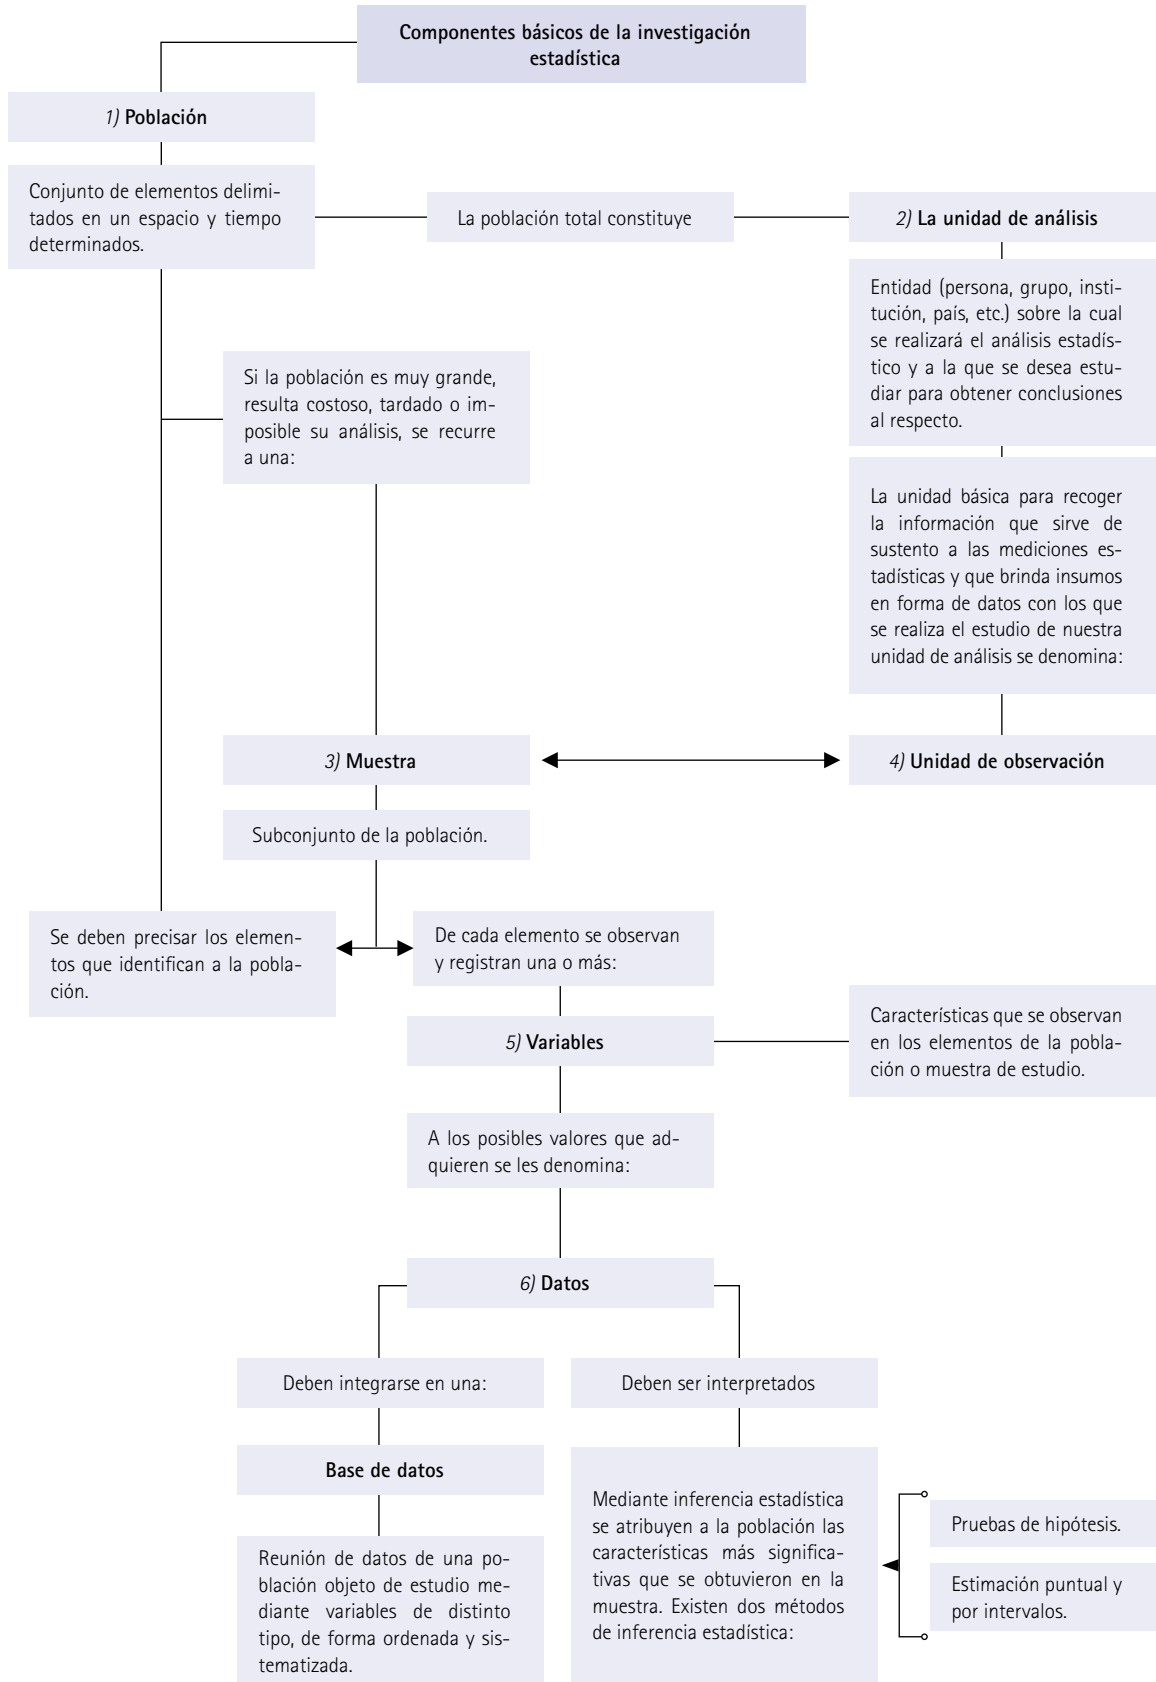 Componentes básicos de la investigación
estadística
1) Población
Conjunto de elementos delimi-
tados en un espacio y tiempo
determinados.
La población total constituye
2) La unidad de análisis
Entidad (persona, grupo, insti-
tución, país, etc.) sobre la cual
se realizará el análisis estadís-
tico y a la que se desea estu-
diar para obtener conclusiones
al respecto.
Si la población es muy grande,
resulta costoso, tardado o im-
posible su análisis, se recurre
a una:
La unidad básica para recoger
la información que sirve de
sustento a las mediciones es-
tadísticas y que brinda insumos
en forma de datos con los que
se realiza el estudio de nuestra
unidad de análisis se denomina:
3) Muestra
4) Unidad de observación
Subconjunto de la población.
Se deben precisar los elemen-
tos que identifican a la pobla-
ción.
De cada elemento se observan
y registran una o más:
5) Variables
Características que se observan
en los elementos de la pobla-
ción o muestra de estudio.
A los posibles valores que ad-
quieren se les denomina:
6) Datos
Deben integrarse en una:
Deben ser interpretados
Base de datos
Reunión de datos de una po-
blación objeto de estudio me-
diante variables de distinto
tipo, de forma ordenada y sis-
tematizada.
Mediante inferencia estadística
se atribuyen a la población las
características más significa-
tivas que se obtuvieron en la
muestra. Existen dos métodos
de inferencia estadística:
Pruebas de hipótesis.
Estimación puntual y
por intervalos.